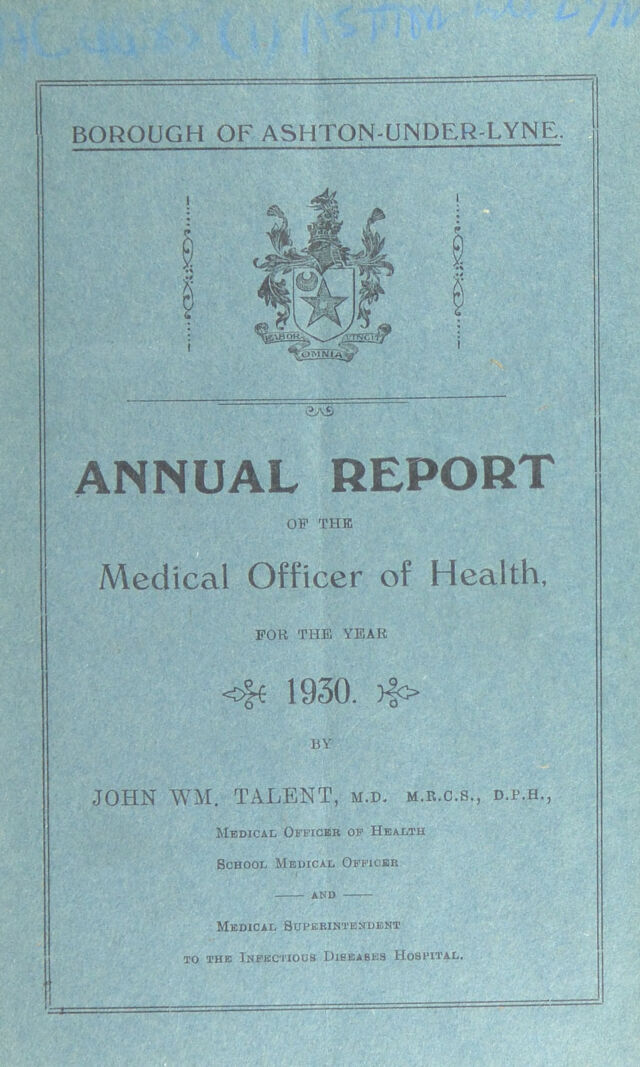 BOROUGH OF ASHTON-UNDER-LYNE.
LABOR OMNIA VINCIT
ANNUAL REPORT
OF THE
Medical Officer of Health,
FOR THE YEAR
1930.
BY
JOHN WM. TALENT, M.D. M.R.C.S., D.P.H.,
MEDICAL OFFICER OF HEALTH
SCHOOL MEDICAL OFFICER
AND
MEDICAL SUPERINTENDENT
TO THE INFECTIOUS DISEASES HOSPITAL.